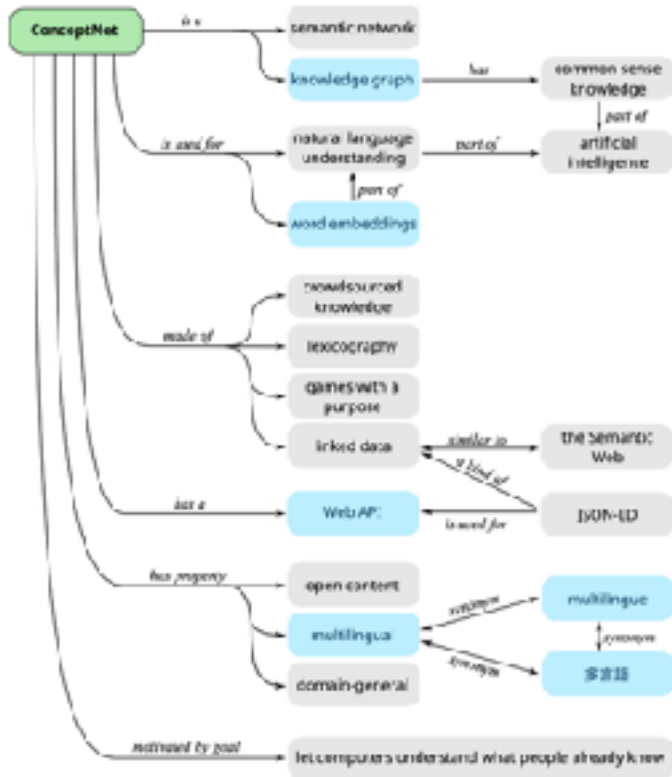 ConceptNet
is a
semantic network
knowledge graph
has
common sense
knowledge
part of
is used for
natural language
understanding
part of
artificial
intelligence
part of
word embeddings
crowdsourced
knowledge
made of
lexicography
games with a
purpose
linked data
similar to
the Semantic
Web
a kind of
has a
Web API
is used for
JSON-LD
has property
open content
multilingual
synonym
multilingue
synonym
synonym
多言語
domain-general
motivated by goal
let computers understand what people already know